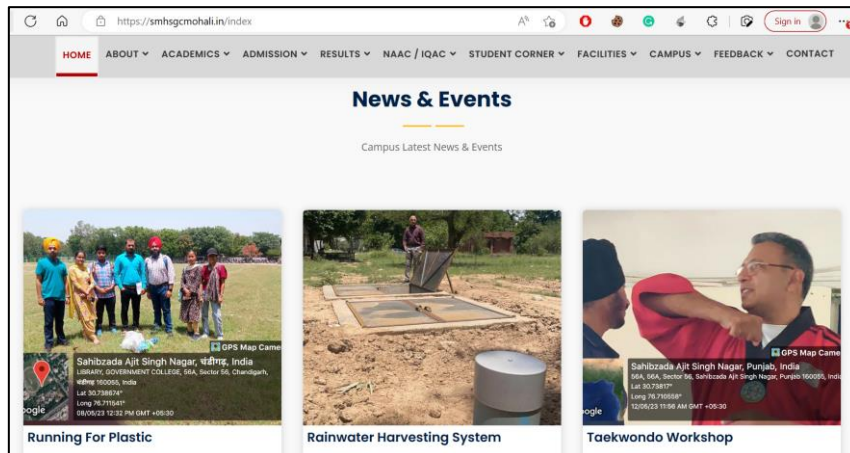 https://smhsgcmohali.in/index
Sign in
HOME ABOUT ACADEMICS ADMISSION RESULTS NAAC / IQAC STUDENT CORNER FACILITIES CAMPUS FEEDBACK CONTACT
News & Events
Campus Latest News & Events
GPS Map Came
Sahibzada Ajit Singh Nagar, चंडीगढ़, India
LIBRARY, GOVERNMENT COLLEGE, 56A, Sector 56, Chandigarh,
चंडीगढ़ 160055, India
Lat 30.738674°
Long 76.711541°
08/05/23 12:32 PM GMT +05:30
oogle
Running For Plastic
Rainwater Harvesting System
GPS Map Came
Sahibzada Ajit Singh Nagar, Punjab, India
56A, 56A, Sector 56, Sahibzada Ajit Singh Nagar, Punjab 160055, India
Lat 30.73817°
Long 76.710558°
12/05/23 11:56 AM GMT +05:30
oogle
Taekwondo Workshop